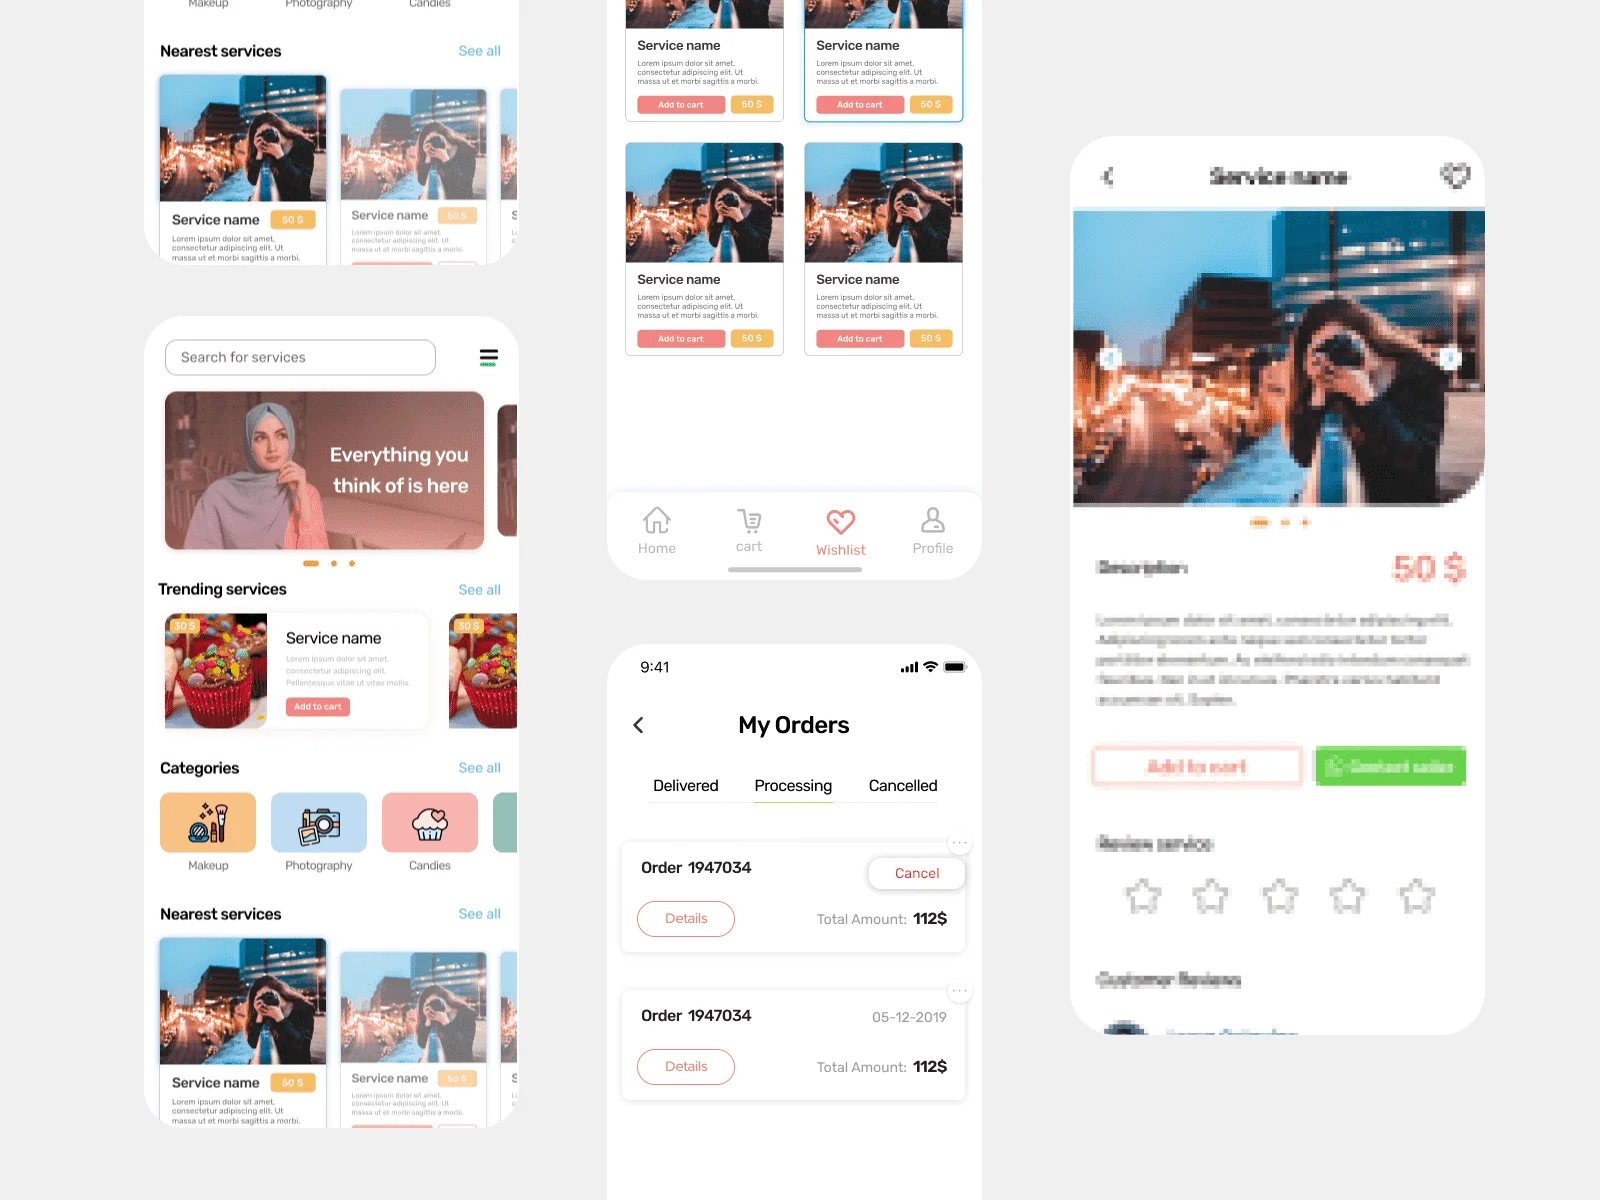 Makeup
Photography
Candies
Nearest services
See all
Service name
50 $
Lorem ipsum dolor sit amet,
consectetur adipiscing elit. Ut
massa ut et morbi sagittis a morbi.
Service name
50 $
Lorem ipsum dolor sit amet,
consectetur adipiscing elit. Ut
massa ut et morbi sagittis a morbi.
S
Search for services
Everything you
think of is here
Trending services
See all
30 $
Service name
Lorem ipsum dolor sit amet,
consectetur adipiscing elit.
Pellentesque vitae ut vitae mollis.
Add to cart
30 $
Categories
See all
Makeup
Photography
Candies
Nearest services
See all
Service name
50 $
Lorem ipsum dolor sit amet,
consectetur adipiscing elit. Ut
massa ut et morbi sagittis a morbi.
Service name
50 $
Lorem ipsum dolor sit amet,
consectetur adipiscing elit. Ut
massa ut et morbi sagittis a morbi.
S
Service name
Lorem ipsum dolor sit amet,
consectetur adipiscing elit. Ut
massa ut et morbi sagittis a morbi.
Add to cart
50 $
Service name
Lorem ipsum dolor sit amet,
consectetur adipiscing elit. Ut
massa ut et morbi sagittis a morbi.
Add to cart
50 $
Service name
Lorem ipsum dolor sit amet,
consectetur adipiscing elit. Ut
massa ut et morbi sagittis a morbi.
Add to cart
50 $
Service name
Lorem ipsum dolor sit amet,
consectetur adipiscing elit. Ut
massa ut et morbi sagittis a morbi.
Add to cart
50 $
Home
cart
Wishlist
Profile
9:41
My Orders
Delivered
Processing
Cancelled
Order 1947034
Cancel
Details
Total Amount: 112$
Order 1947034
05-12-2019
Details
Total Amount: 112$
Service name
Description
50 $
Add to cart
Contact seller
Review service
Customer Reviews